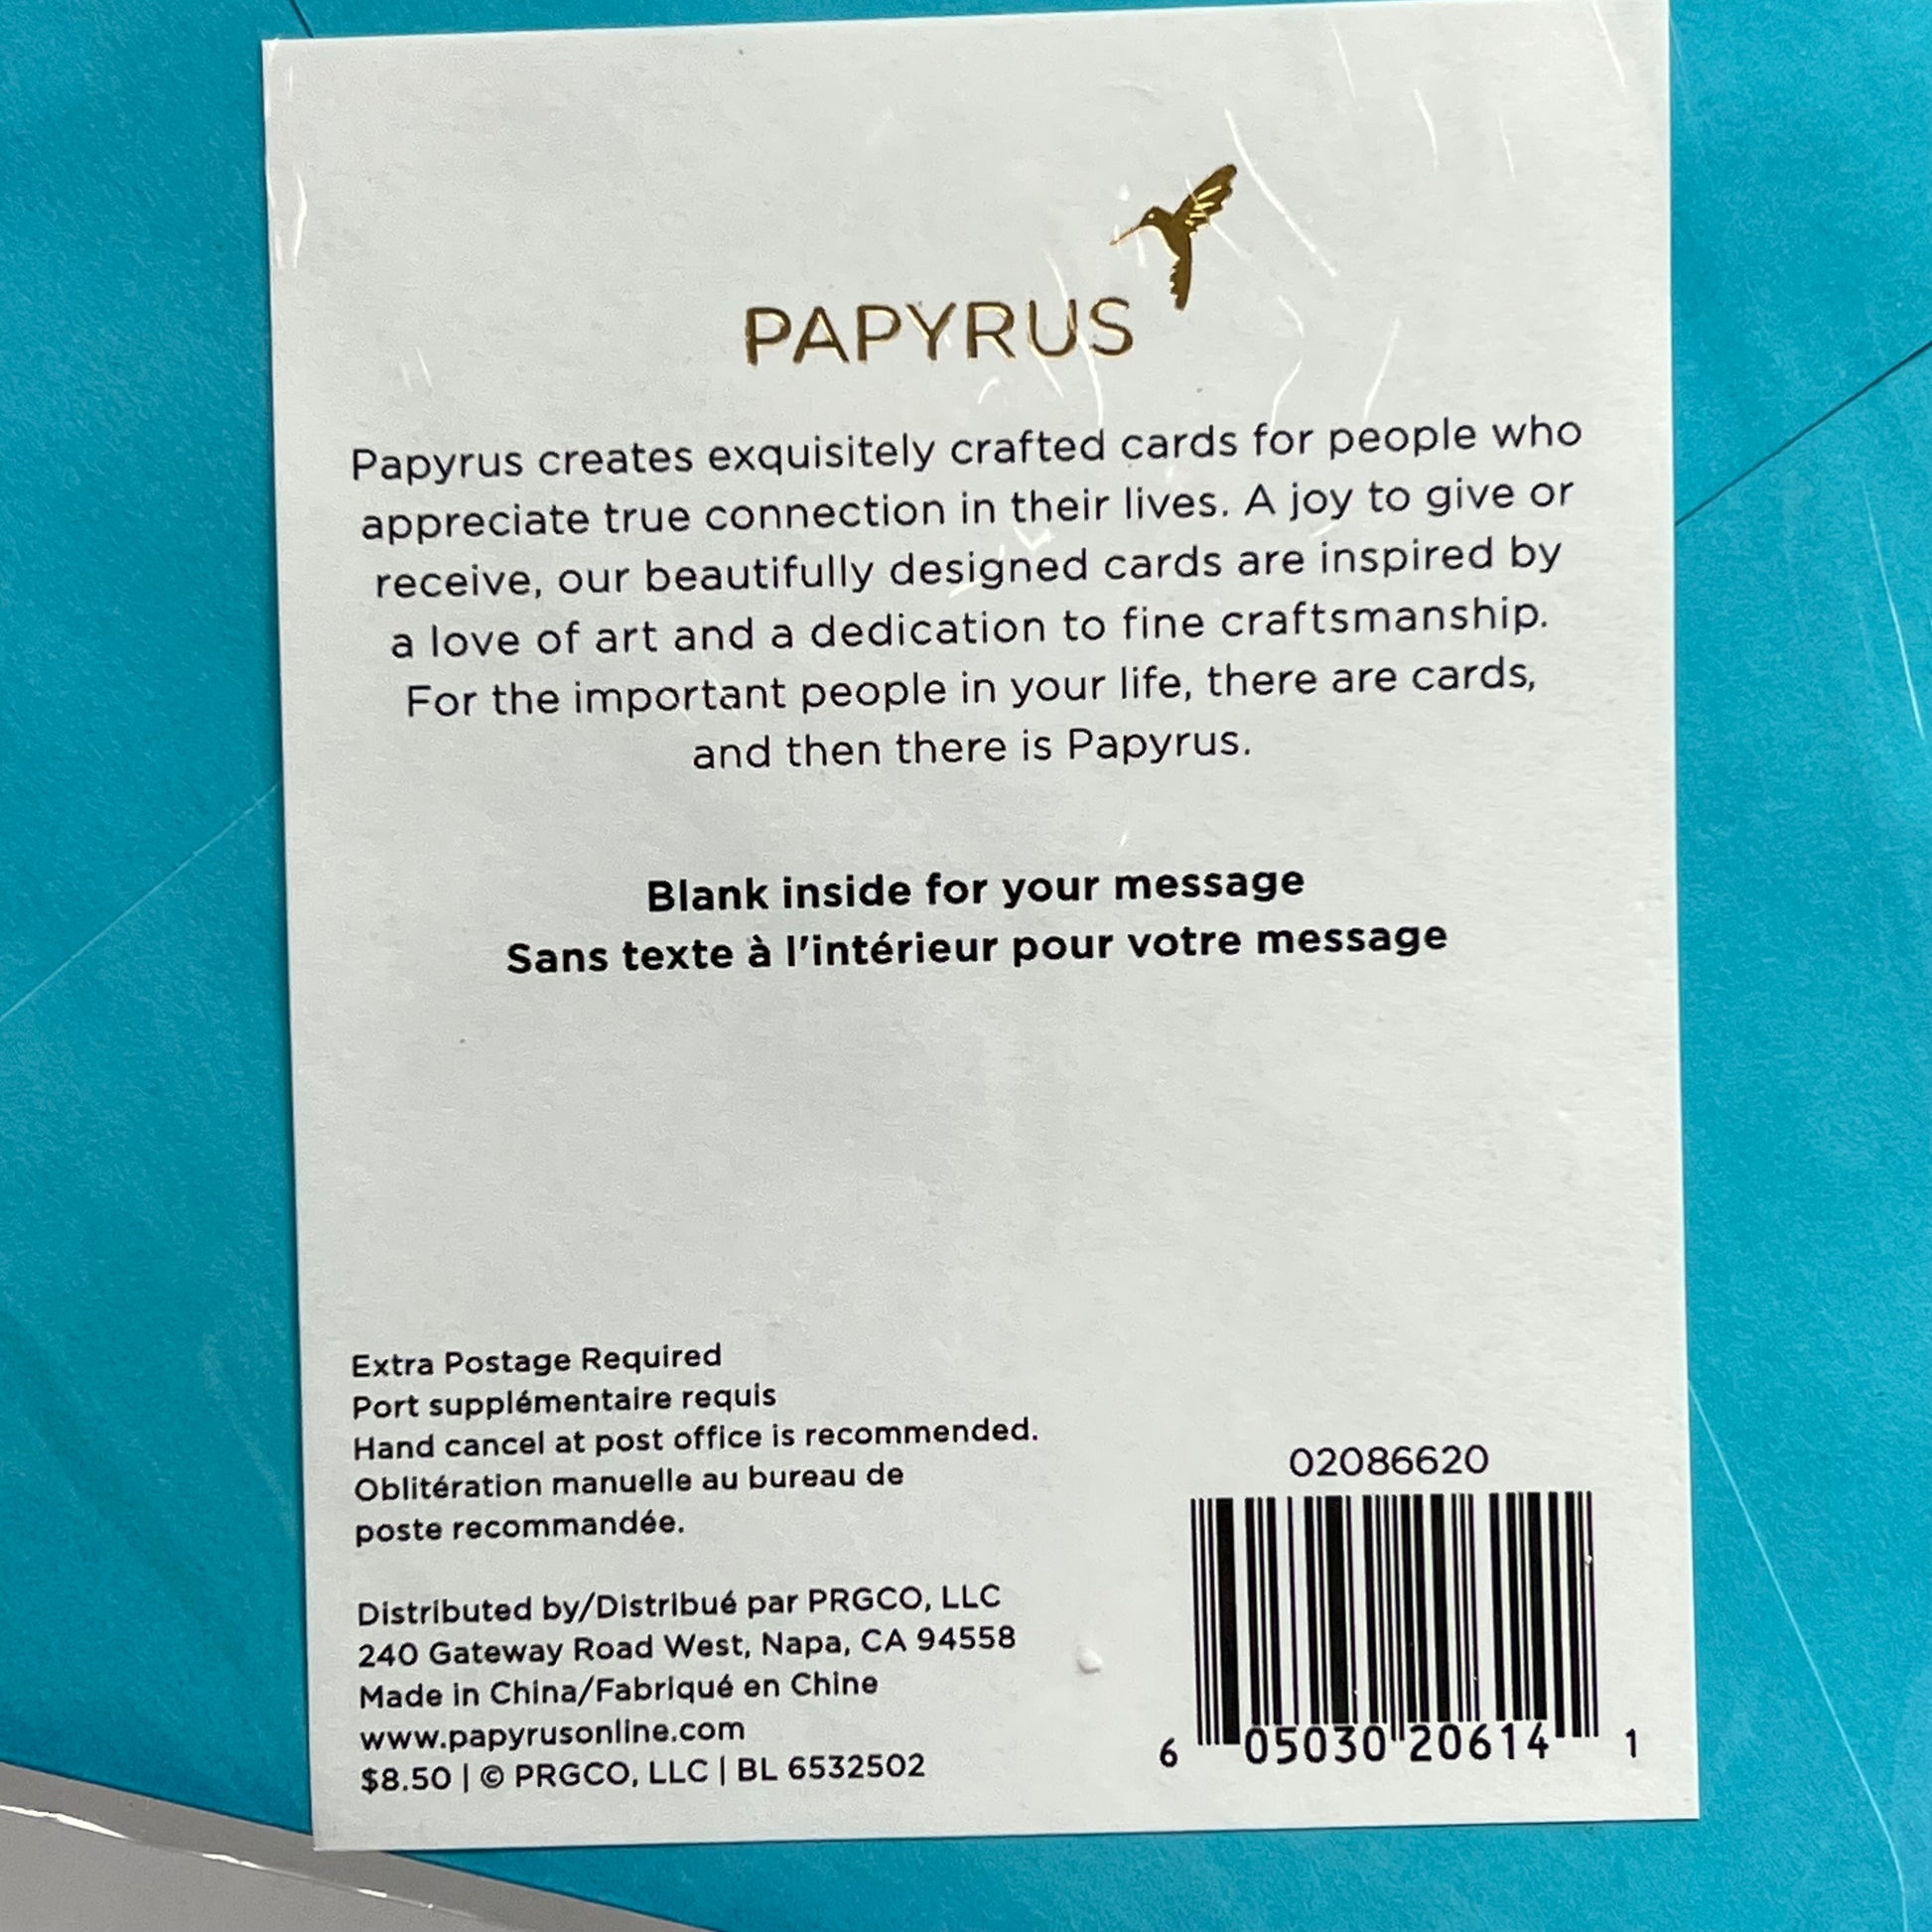 PAPYRUS
Papyrus creates exquisitely crafted cards for people who
appreciate true connection in their lives. A joy to give or
receive, our beautifully designed cards are inspired by
a love of art and a dedication to fine craftsmanship.
For the important people in your life, there are cards,
and then there is Papyrus.
Blank inside for your message
Sans texte à l'intérieur pour votre message
Extra Postage Required
Port supplémentaire requis
Hand cancel at post office is recommended.
Oblitération manuelle au bureau de
poste recommandée.
Distributed by/Distribué par PRGCO, LLC
240 Gateway Road West, Napa, CA 94558
Made in China/Fabriqué en Chine
www.papyrusonline.com
$8.50 | © PRGCO, LLC | BL 6532502
02086620
6 05030 20614 1